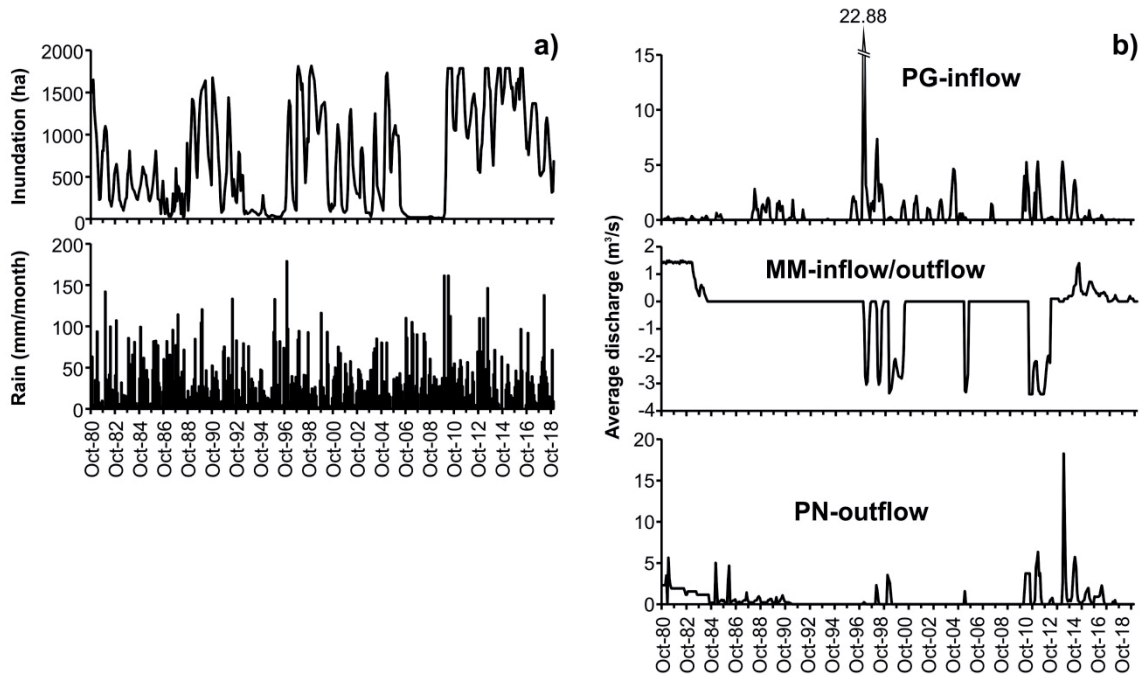 a)
Inundation (ha)
2000
1500
1000
500
0
Rain (mm/month)
200
150
100
50
0
Oct-80
Oct-82
Oct-84
Oct-86
Oct-88
Oct-90
Oct-92
Oct-94
Oct-96
Oct-98
Oct-00
Oct-02
Oct-04
Oct-06
Oct-08
Oct-10
Oct-12
Oct-14
Oct-16
Oct-18
22.88
b)
PG-inflow
15
10
5
0
Average discharge (m³/s)
MM-inflow/outflow
2
1
0
-1
-2
-3
-4
PN-outflow
20
15
10
5
0
Oct-80
Oct-82
Oct-84
Oct-86
Oct-88
Oct-90
Oct-92
Oct-94
Oct-96
Oct-98
Oct-00
Oct-02
Oct-04
Oct-06
Oct-08
Oct-10
Oct-12
Oct-14
Oct-16
Oct-18